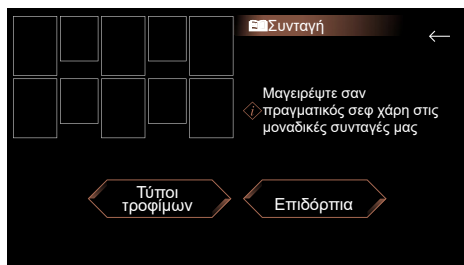 Συνταγή
Μαγειρέψτε σαν
πραγματικός σεφ χάρη στις
μοναδικές συνταγές μας
Τύποι
τροφίμων
Επιδόρπια